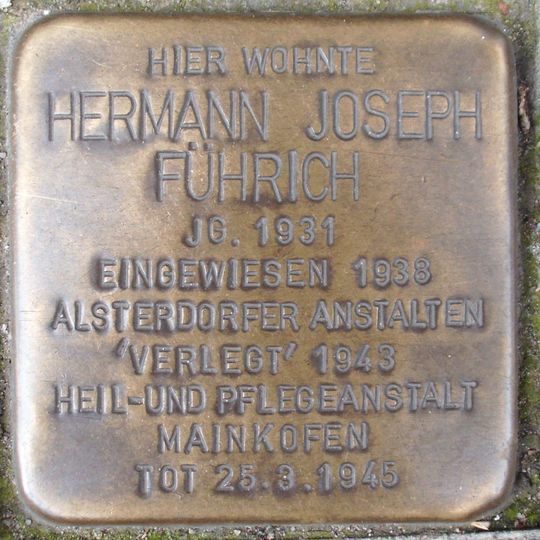 HIER WOHNTE
HERMANN JOSEPH
FÜHRICH
JG. 1931
EINGEWIESEN 1938
ALSTERDORFER ANSTALTEN
'VERLEGT' 1943
HEIL-UND PFLEGEANSTALT
MAINKOFEN
TOT 25.3.1945